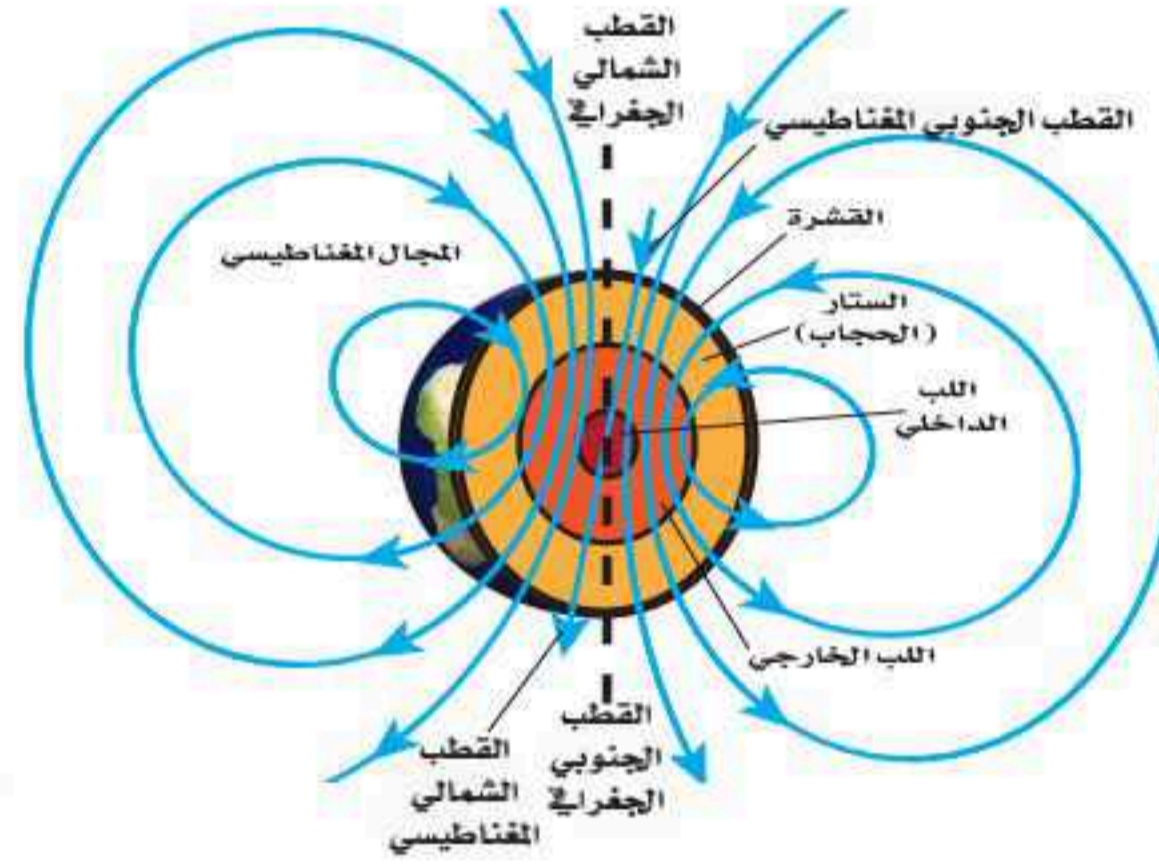 القطب
الشمالي
الجغرافي
القطب الجنوبي المغناطيسي
القشرة
المجال المغناطيسي
الستار
(الحجاب)
اللب
الداخلي
اللب الخارجي
القطب
الجنوبي
الجغرافي
القطب
الشمالي
المغناطيسي